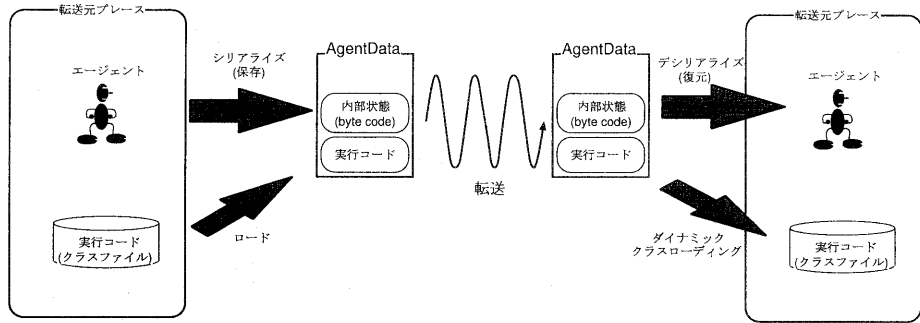 転送元プレース
エージェント
実行コード
(クラスファイル)
シリアライズ
(保存)
ロード
AgentData
内部状態
(byte code)
実行コード
転送
AgentData
内部状態
(byte code)
実行コード
デシリアライズ
(復元)
ダイナミック
クラスローディング
転送元プレース
エージェント
実行コード
(クラスファイル)